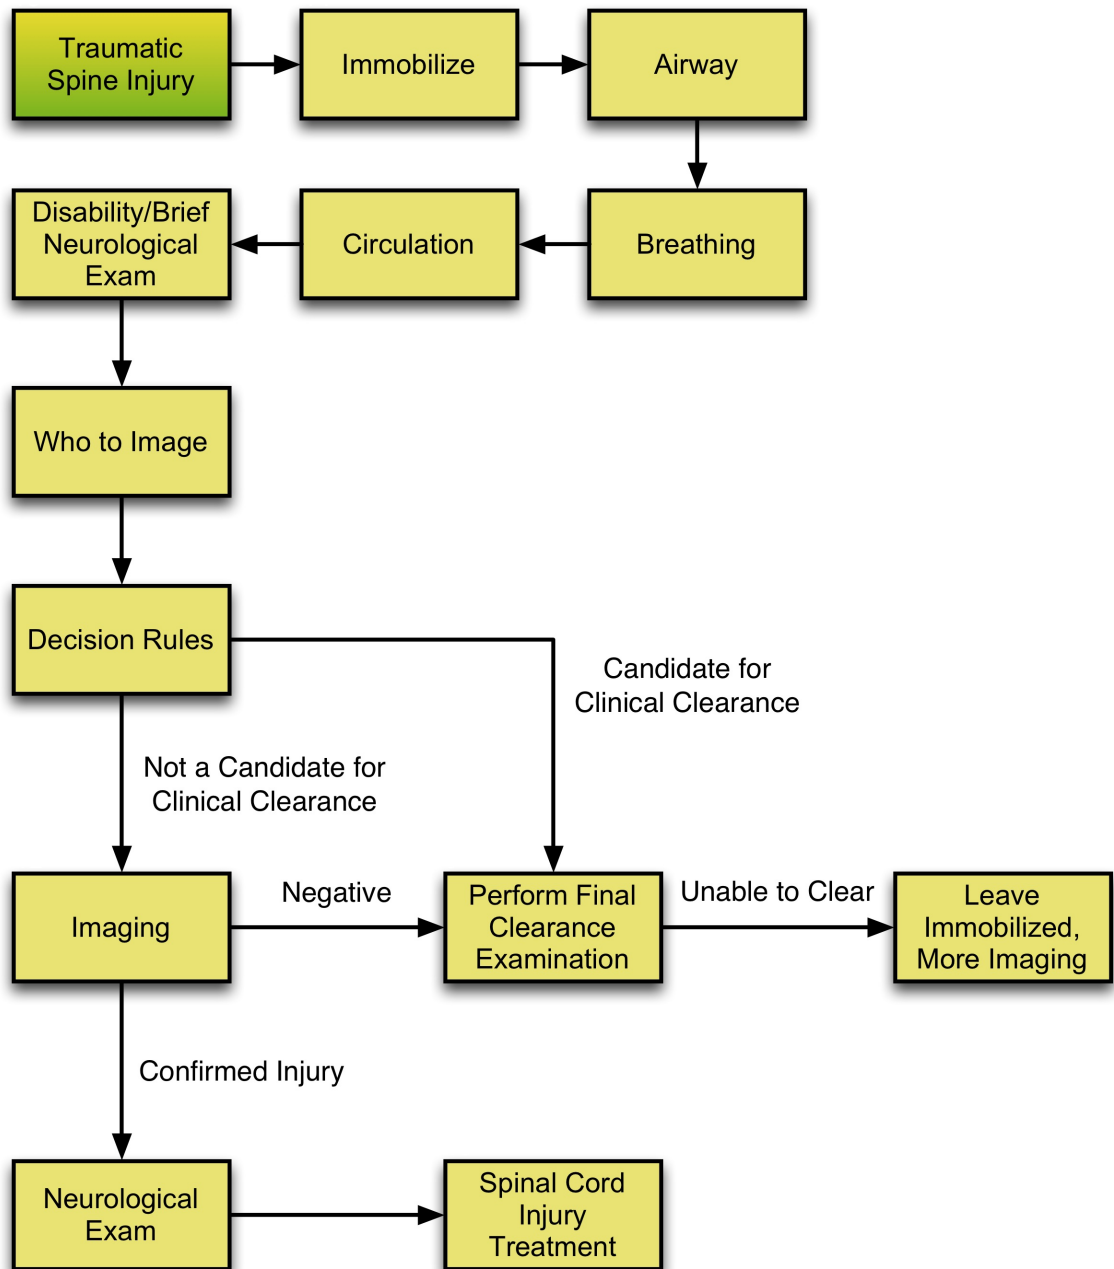 Traumatic
Spine Injury
Immobilize
Airway
Disability/Brief
Neurological
Exam
Circulation
Breathing
Who to Image
Decision Rules
Candidate for
Clinical Clearance
Not a Candidate for
Clinical Clearance
Imaging
Negative
Perform Final
Clearance
Examination
Unable to Clear
Leave
Immobilized,
More Imaging
Confirmed Injury
Neurological
Exam
Spinal Cord
Injury
Treatment